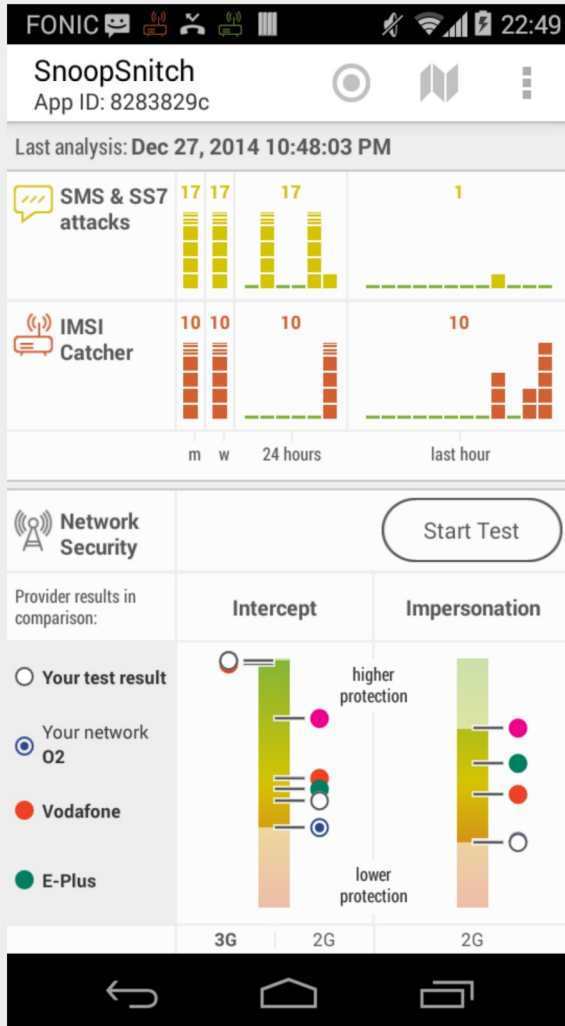 FONIC 22:49
SnoopSnitch
App ID: 8283829c
Last analysis: Dec 27, 2014 10:48:03 PM
SMS & SS7
attacks
17 17 17 1
IMSI
Catcher
10 10 10 10
m w 24 hours last hour
Network
Security
Start Test
Provider results in
comparison:
Intercept Impersonation
Your test result
Your network
O2
Vodafone
E-Plus
higher
protection
lower
protection
3G 2G 2G